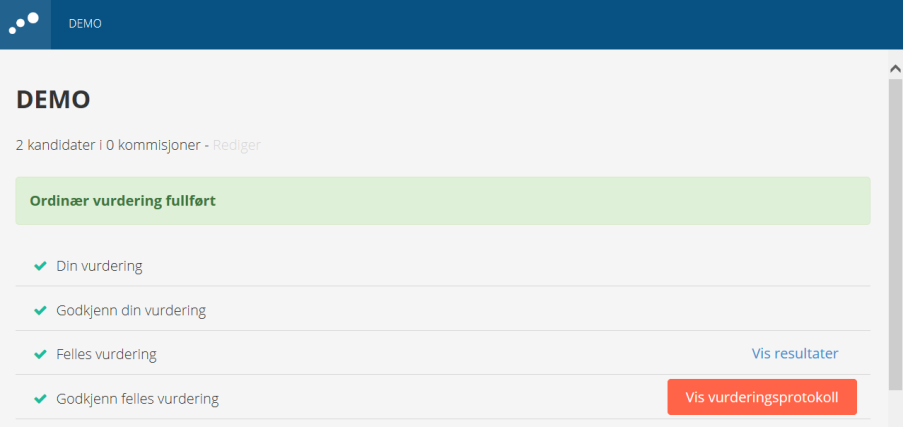 DEMO
DEMO
2 kandidater i 0 kommisjoner - Rediger
Ordinær vurdering fullført
Din vurdering
Godkjenn din vurdering
Felles vurdering Vis resultater
Godkjenn felles vurdering Vis vurderingsprotokoll